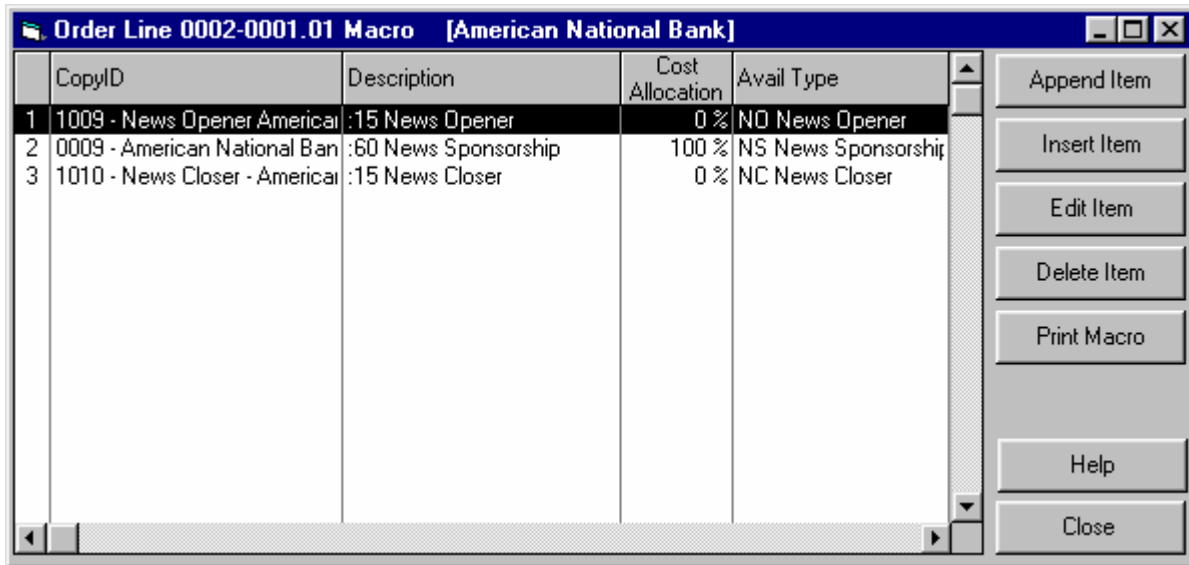 Order Line 0002-0001.01 Macro [American National Bank]
CopyID Description Cost Allocation Avail Type
1 1009 - News Opener American :15 News Opener 0 % NO News Opener
2 0009 - American National Ban :60 News Sponsorship 100 % NS News Sponsorship
3 1010 - News Closer - American :15 News Closer 0 % NC News Closer
Append Item
Insert Item
Edit Item
Delete Item
Print Macro
Help
Close